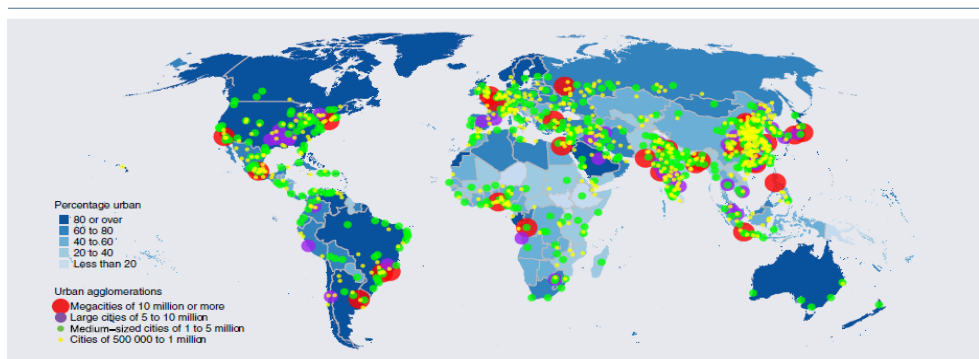 Percentage urban
80 or over
60 to 80
40 to 60
20 to 40
Less than 20
Urban agglomerations
Megacities of 10 million or more
Large cities of 5 to 10 million
Medium-sized cities of 1 to 5 million
Cities of 500 000 to 1 million